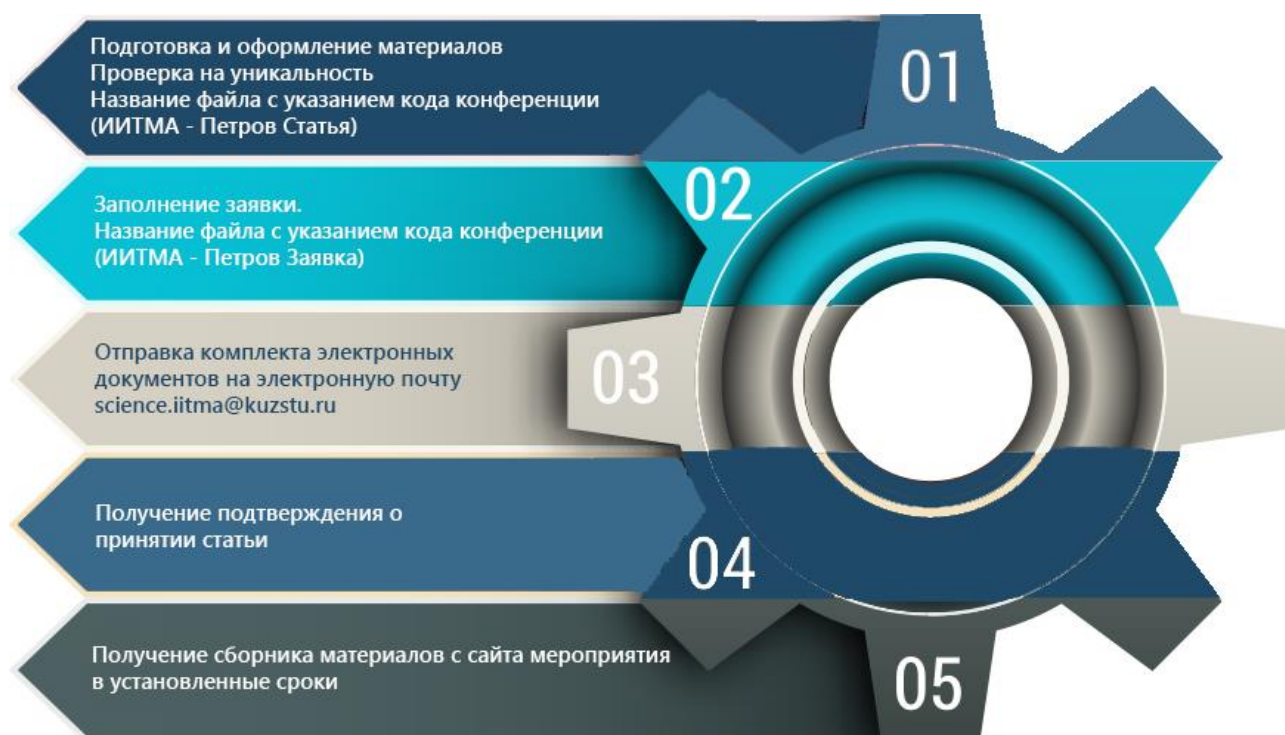 Подготовка и оформление материалов
Проверка на уникальность
Название файла с указанием кода конференции
(ИИТМА - Петров Статья)
01
Заполнение заявки.
Название файла с указанием кода конференции
(ИИТМА - Петров Заявка)
02
Отправка комплекта электронных
документов на электронную почту
science.iitma@kuzstu.ru
03
Получение подтверждения о
принятии статьи
04
Получение сборника материалов с сайта мероприятия
в установленные сроки
05